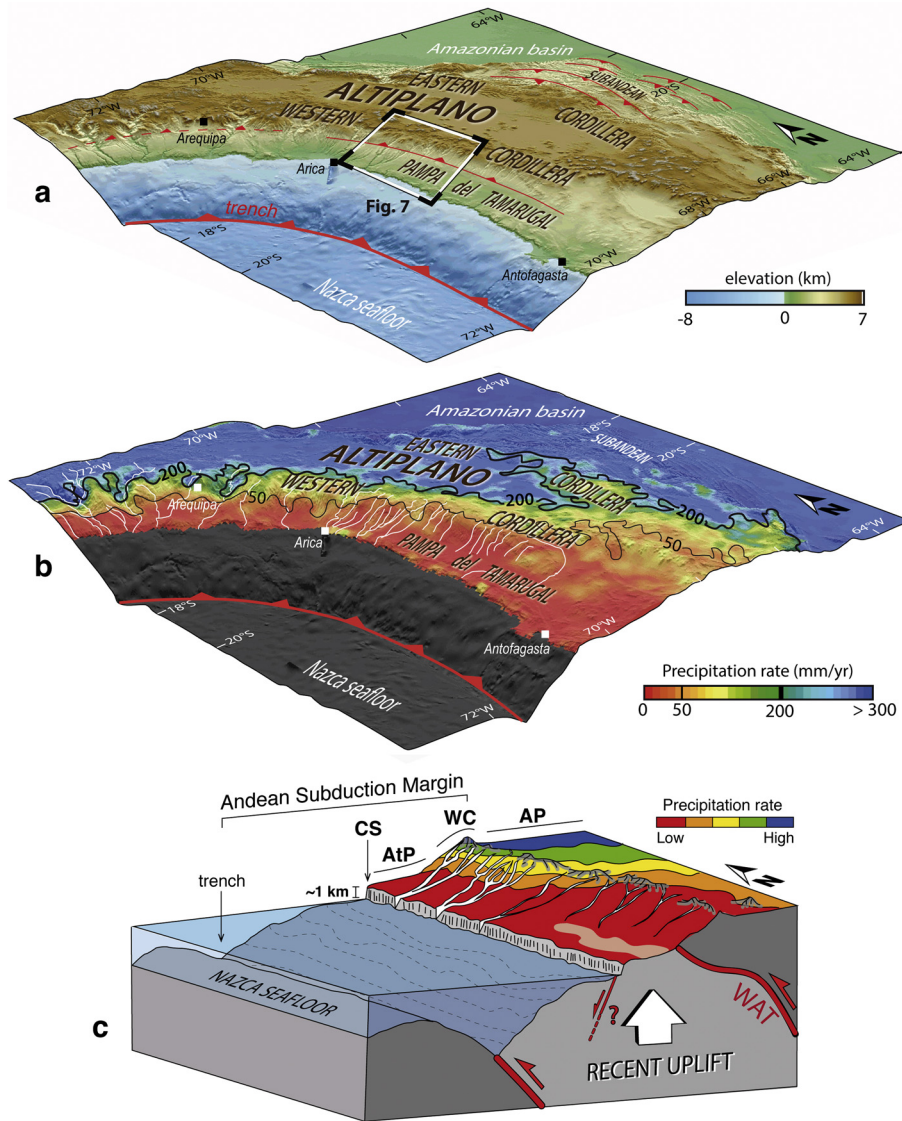 Amazonian basin
70°W
72°W
EASTERN
ALTIPLANO
WESTERN
CORDILLERA
SUBANDEAN
20°S
CORDILLERA
N
64°W
66°W
68°W
Arequipa
Arica
PAMPA
del
TAMARUGAL
Fig. 7
a
trench
18°S
20°S
Antofagasta
70°W
Nazca seafloor
72°W
elevation (km)
-8 0 7
64°W
Amazonian basin
18°S
SUBANDEAN
20°S
70°W
72°W
EASTERN
ALTIPLANO
CORDILLERA
200
200
200
WESTERN
CORDILLERA
N
64°W
Arequipa
50
50
Arica
PAMPA
del
TAMARUGAL
b
18°S
20°S
Antofagasta
70°W
Nazca seafloor
72°W
Precipitation rate (mm/yr)
0 50 200 > 300
Andean Subduction Margin
Precipitation rate
Low High
CS
WC
AP
AtP
N
trench
~1 km
NAZCA SEAFLOOR
c
WAT
?
RECENT UPLIFT